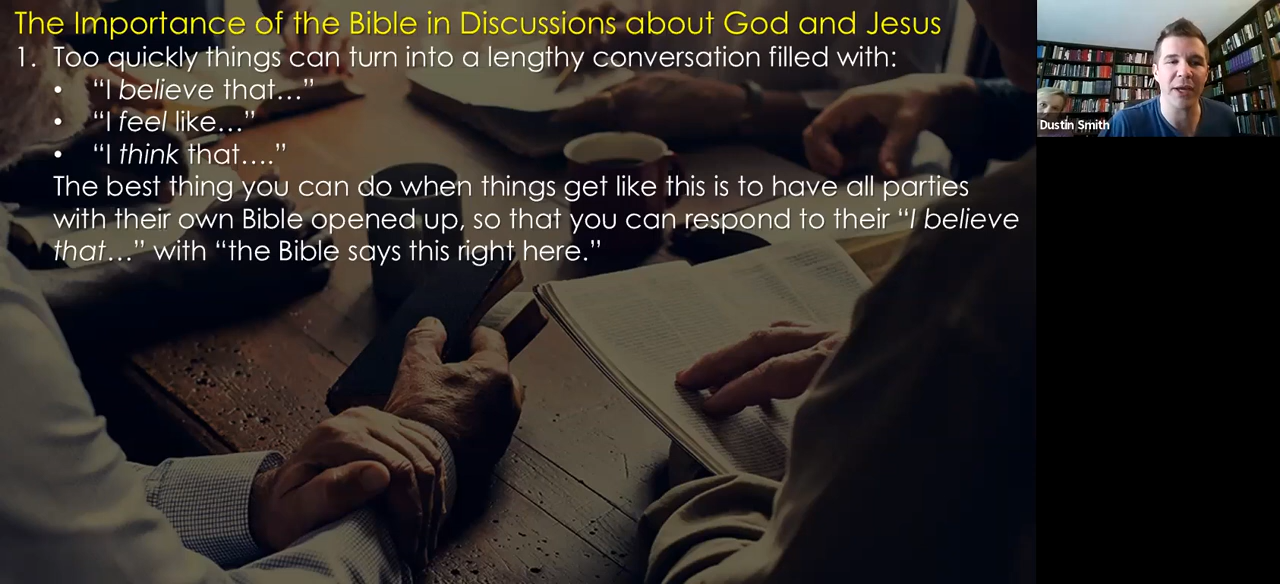 The Importance of the Bible in Discussions about God and Jesus
1. Too quickly things can turn into a lengthy conversation filled with:
• “I believe that…”
• “I feel like…”
• “I think that….”
The best thing you can do when things get like this is to have all parties
with their own Bible opened up, so that you can respond to their “I believe
that…” with “the Bible says this right here.”
Dustin Smith